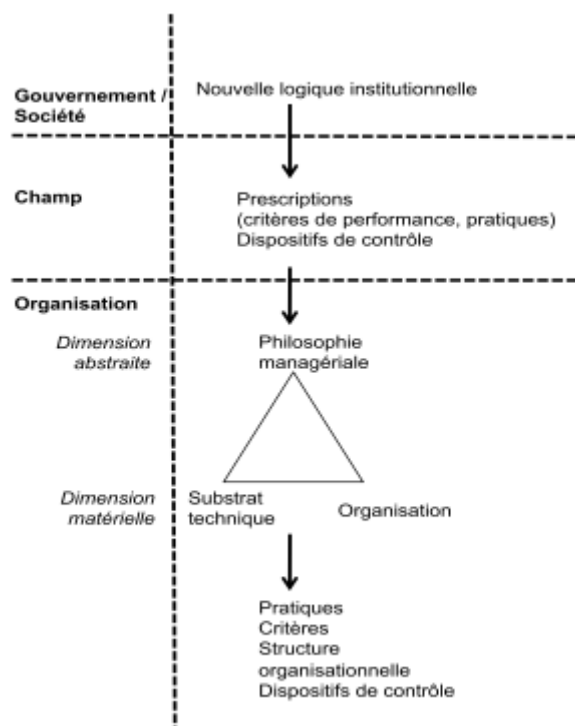 Gouvernement /
Société
Nouvelle logique institutionnelle
Champ
Prescriptions
(critères de performance, pratiques)
Dispositifs de contrôle
Organisation
Dimension
abstraite
Philosophie
managériale
Dimension
matérielle
Substrat
technique
Organisation
Pratiques
Critères
Structure
organisationnelle
Dispositifs de contrôle